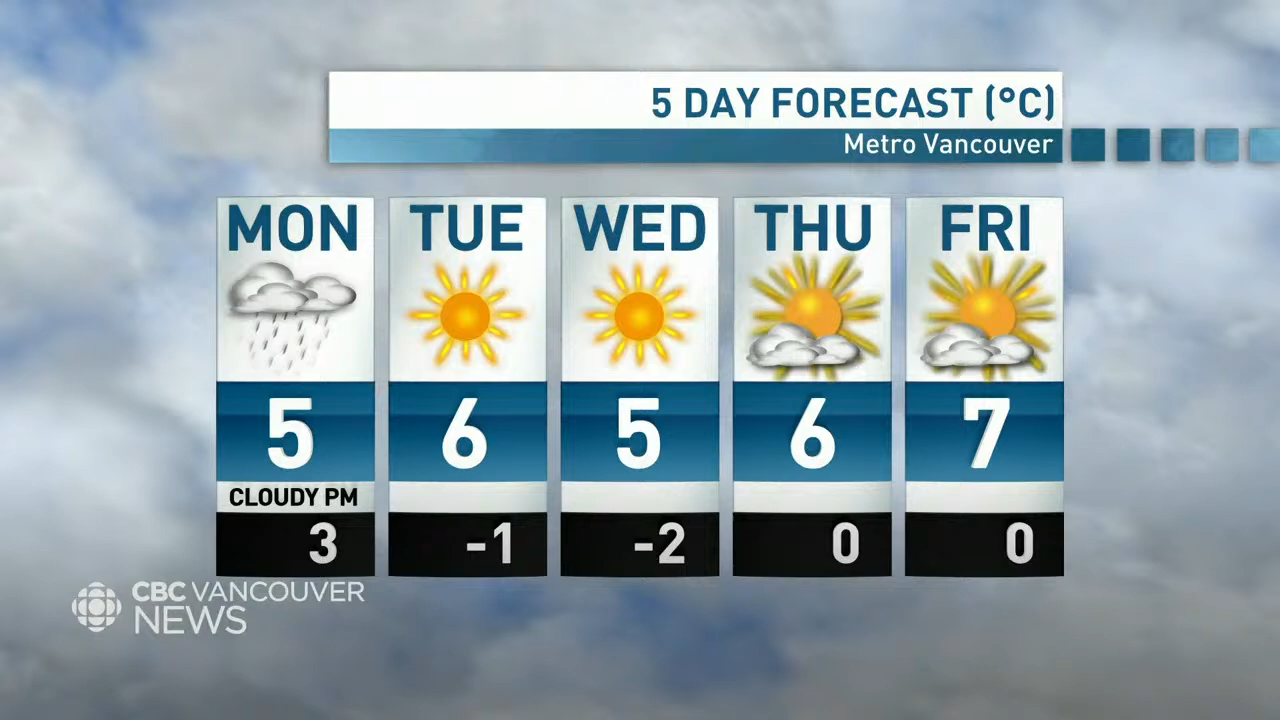 5 DAY FORECAST (°C)
Metro Vancouver
MON TUE WED THU FRI
5 6 5 6 7
CLOUDY PM
3 -1 -2 0 0
CBC VANCOUVER
NEWS